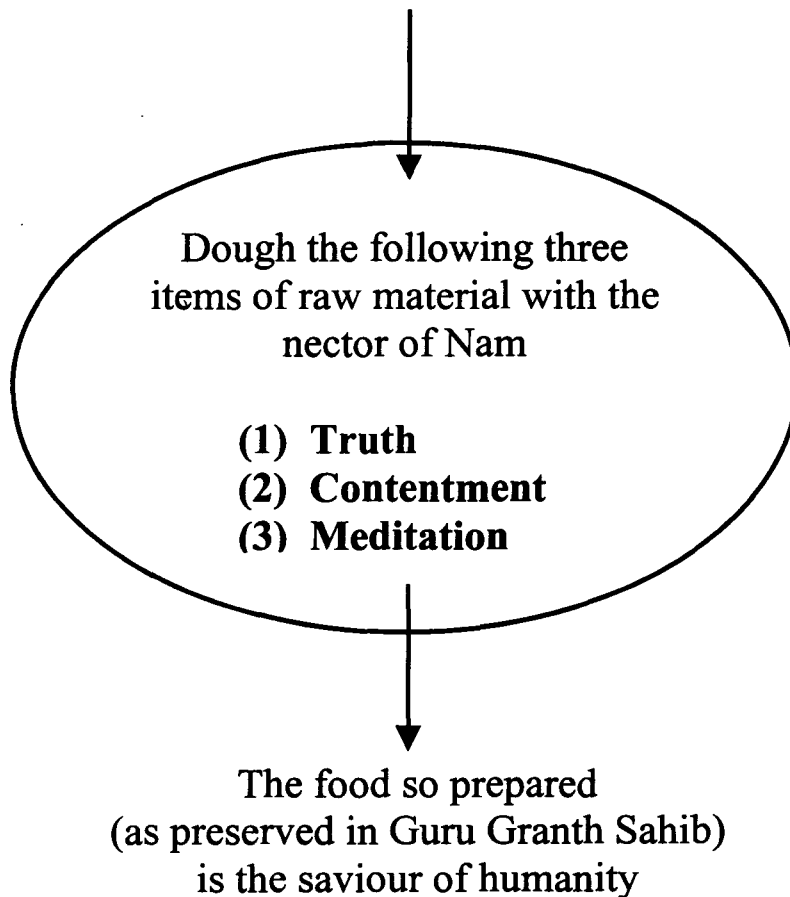 Dough the following three
items of raw material with the
nector of Nam
(1) Truth
(2) Contentment
(3) Meditation
The food so prepared
(as preserved in Guru Granth Sahib)
is the saviour of humanity